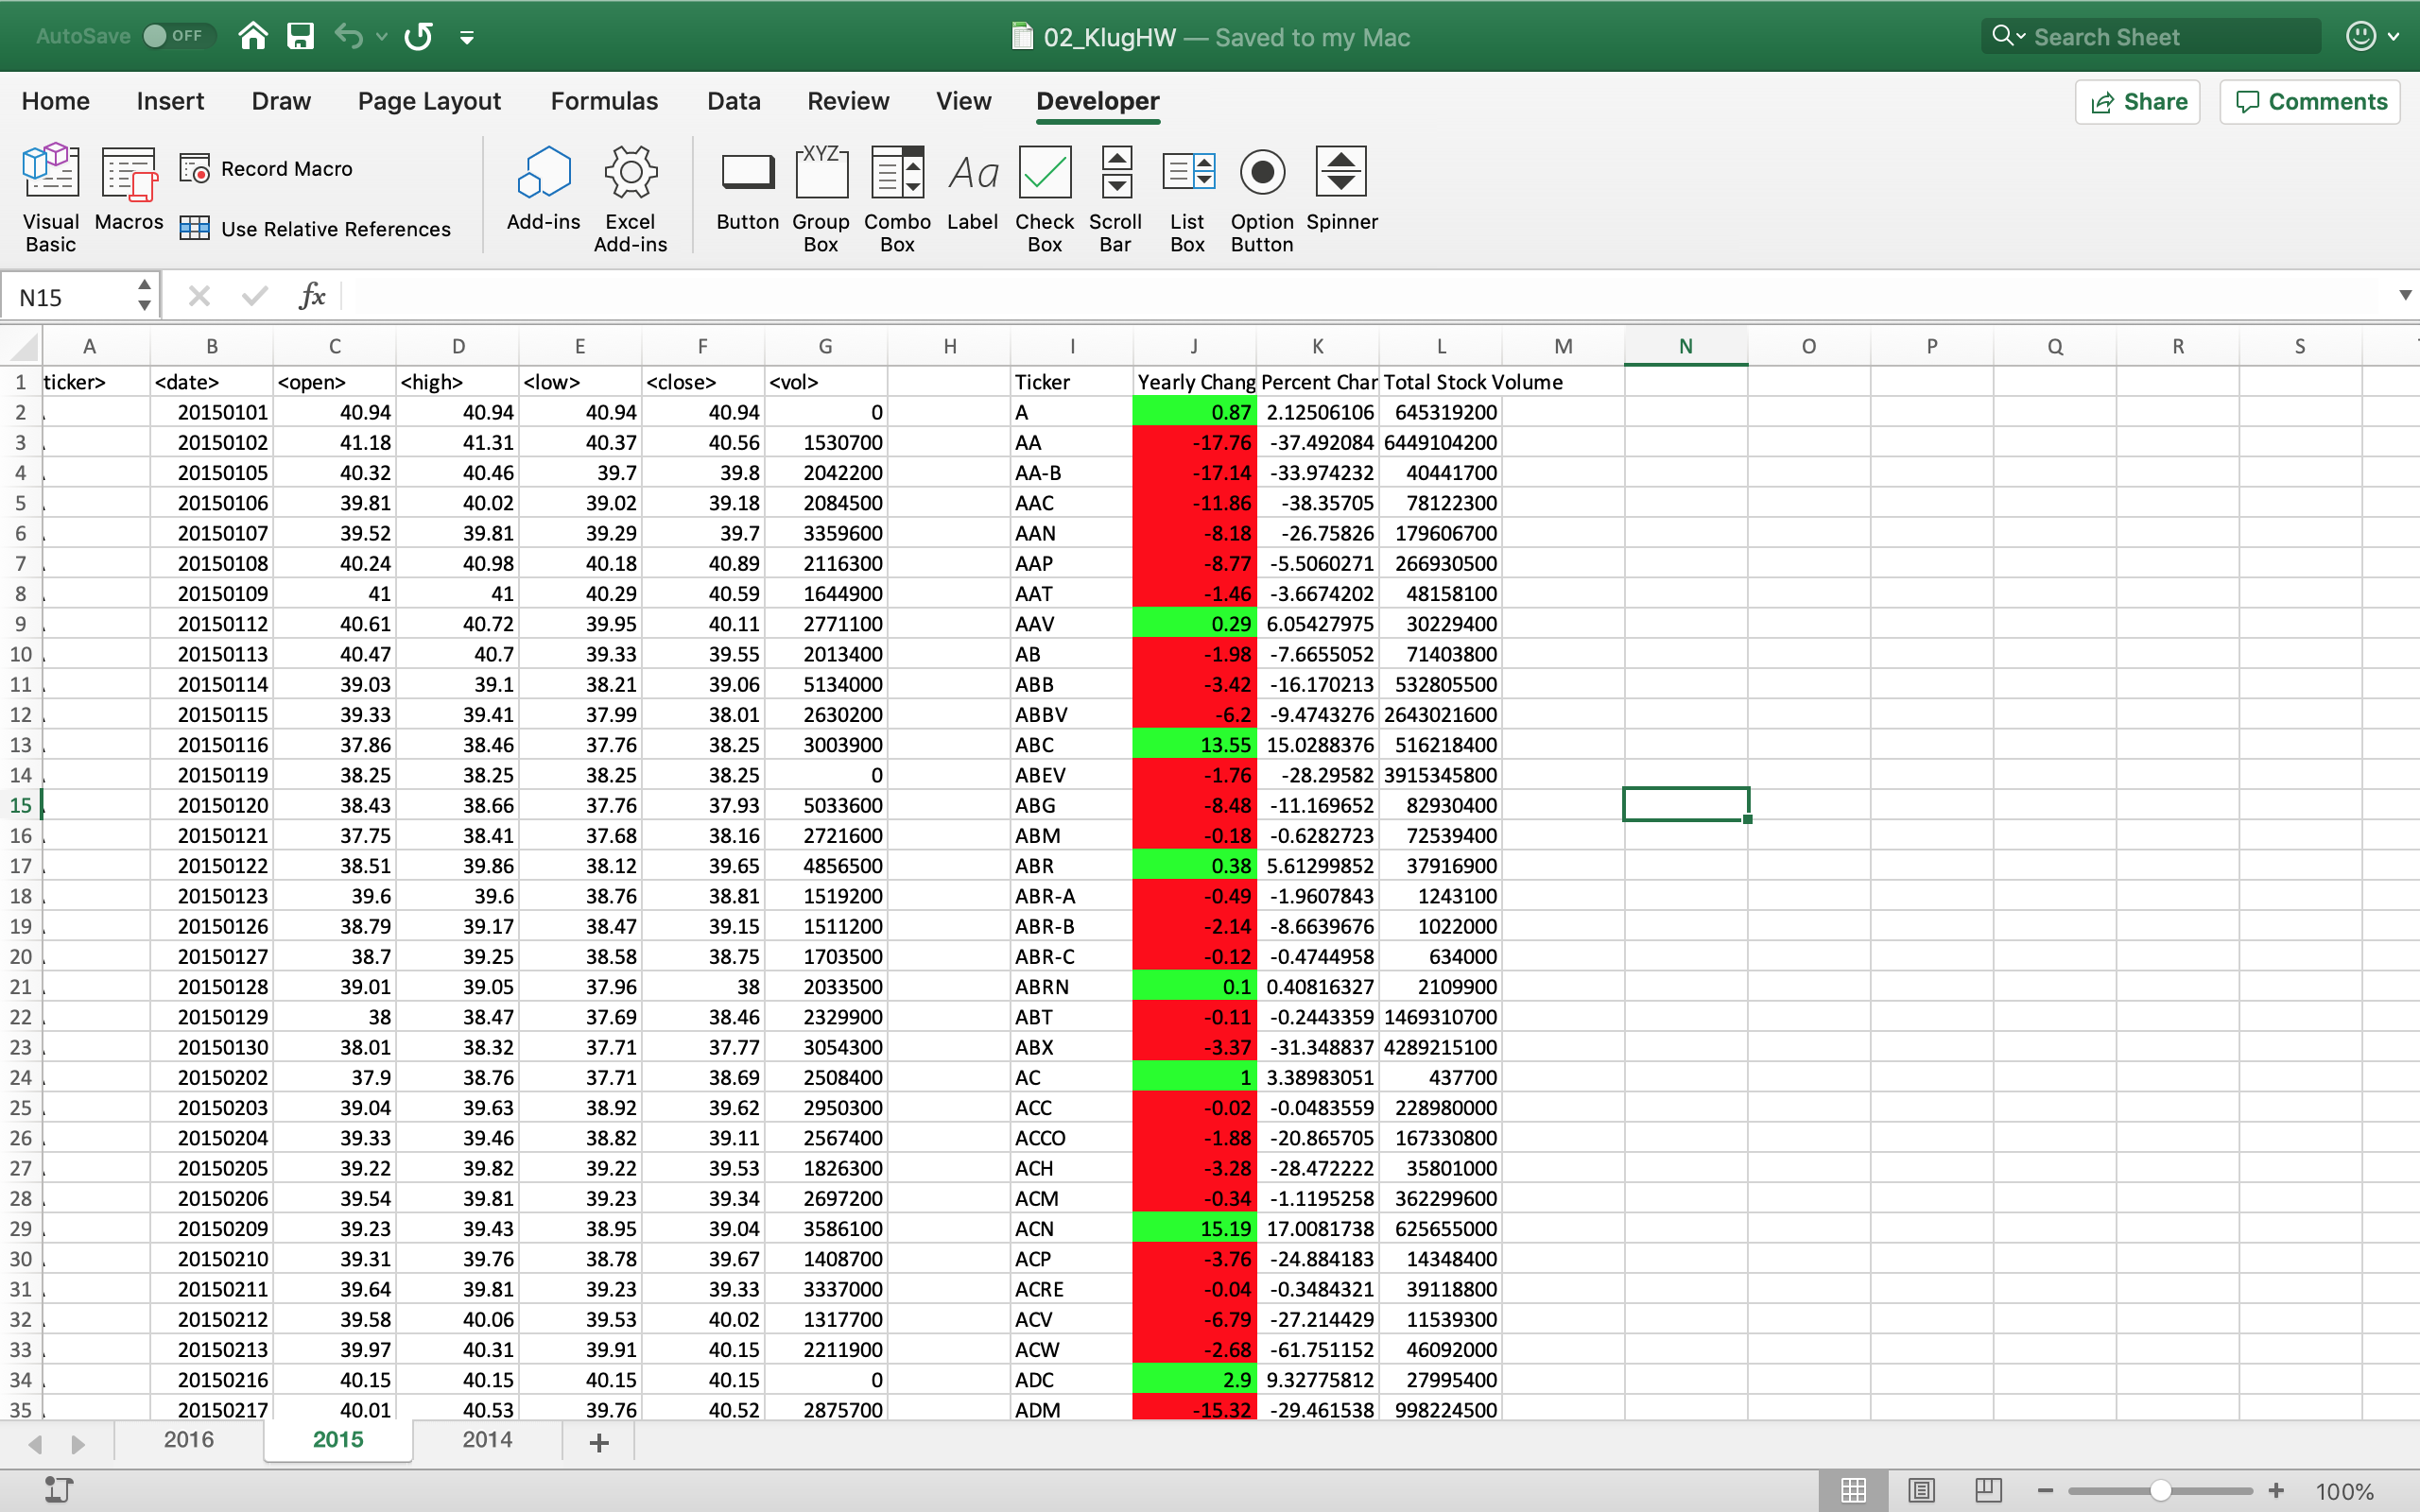 AutoSave OFF 02_KlugHW — Saved to my Mac Search Sheet
Home Insert Draw Page Layout Formulas Data Review View Developer Share Comments
Visual Basic Macros Record Macro Use Relative References Add-ins Excel Add-ins Button XYZ Group Box Combo Box Aa Label Check Box Scroll Bar List Box Option Button Spinner
N15 fx
A B C D E F G H I J K L M N O P Q R S
1 ticker> <date> <open> <high> <low> <close> <vol> Ticker Yearly Chang Percent Char Total Stock Volume
2 20150101 40.94 40.94 40.94 40.94 0 A 0.87 2.12506106 645319200
3 20150102 41.18 41.31 40.37 40.56 1530700 AA -17.76 -37.492084 6449104200
4 20150105 40.32 40.46 39.7 39.8 2042200 AA-B -17.14 -33.974232 40441700
5 20150106 39.81 40.02 39.02 39.18 2084500 AAC -11.86 -38.35705 78122300
6 20150107 39.52 39.81 39.29 39.7 3359600 AAN -8.18 -26.75826 179606700
7 20150108 40.24 40.98 40.18 40.89 2116300 AAP -8.77 -5.5060271 266930500
8 20150109 41 41 40.29 40.59 1644900 AAT -1.46 -3.6674202 48158100
9 20150112 40.61 40.72 39.95 40.11 2771100 AAV 0.29 6.05427975 30229400
10 20150113 40.47 40.7 39.33 39.55 2013400 AB -1.98 -7.6655052 71403800
11 20150114 39.03 39.1 38.21 39.06 5134000 ABB -3.42 -16.170213 532805500
12 20150115 39.33 39.41 37.99 38.01 2630200 ABBV -6.2 -9.4743276 2643021600
13 20150116 37.86 38.46 37.76 38.25 3003900 ABC 13.55 15.0288376 516218400
14 20150119 38.25 38.25 38.25 38.25 0 ABEV -1.76 -28.29582 3915345800
15 20150120 38.43 38.66 37.76 37.93 5033600 ABG -8.48 -11.169652 82930400
16 20150121 37.75 38.41 37.68 38.16 2721600 ABM -0.18 -0.6282723 72539400
17 20150122 38.51 39.86 38.12 39.65 4856500 ABR 0.38 5.61299852 37916900
18 20150123 39.6 39.6 38.76 38.81 1519200 ABR-A -0.49 -1.9607843 1243100
19 20150126 38.79 39.17 38.47 39.15 1511200 ABR-B -2.14 -8.6639676 1022000
20 20150127 38.7 39.25 38.58 38.75 1703500 ABR-C -0.12 -0.4744958 634000
21 20150128 39.01 39.05 37.96 38 2033500 ABRN 0.1 0.40816327 2109900
22 20150129 38 38.47 37.69 38.46 2329900 ABT -0.11 -0.2443359 1469310700
23 20150130 38.01 38.32 37.71 37.77 3054300 ABX -3.37 -31.348837 4289215100
24 20150202 37.9 38.76 37.71 38.69 2508400 AC 1 3.38983051 437700
25 20150203 39.04 39.63 38.92 39.62 2950300 ACC -0.02 -0.0483559 228980000
26 20150204 39.33 39.46 38.82 39.11 2567400 ACCO -1.88 -20.865705 167330800
27 20150205 39.22 39.82 39.22 39.53 1826300 ACH -3.28 -28.472222 35801000
28 20150206 39.54 39.81 39.23 39.34 2697200 ACM -0.34 -1.1195258 362299600
29 20150209 39.23 39.43 38.95 39.04 3586100 ACN 15.19 17.0081738 625655000
30 20150210 39.31 39.76 38.78 39.67 1408700 ACP -3.76 -24.884183 14348400
31 20150211 39.64 39.81 39.23 39.33 3337000 ACRE -0.04 -0.3484321 39118800
32 20150212 39.58 40.06 39.53 40.02 1317700 ACV -6.79 -27.214429 11539300
33 20150213 39.97 40.31 39.91 40.15 2211900 ACW -2.68 -61.751152 46092000
34 20150216 40.15 40.15 40.15 40.15 0 ADC 2.9 9.32775812 27995400
35 20150217 40.01 40.53 39.76 40.52 2875700 ADM -15.32 -29.461538 998224500
2016 2015 2014 +
100%